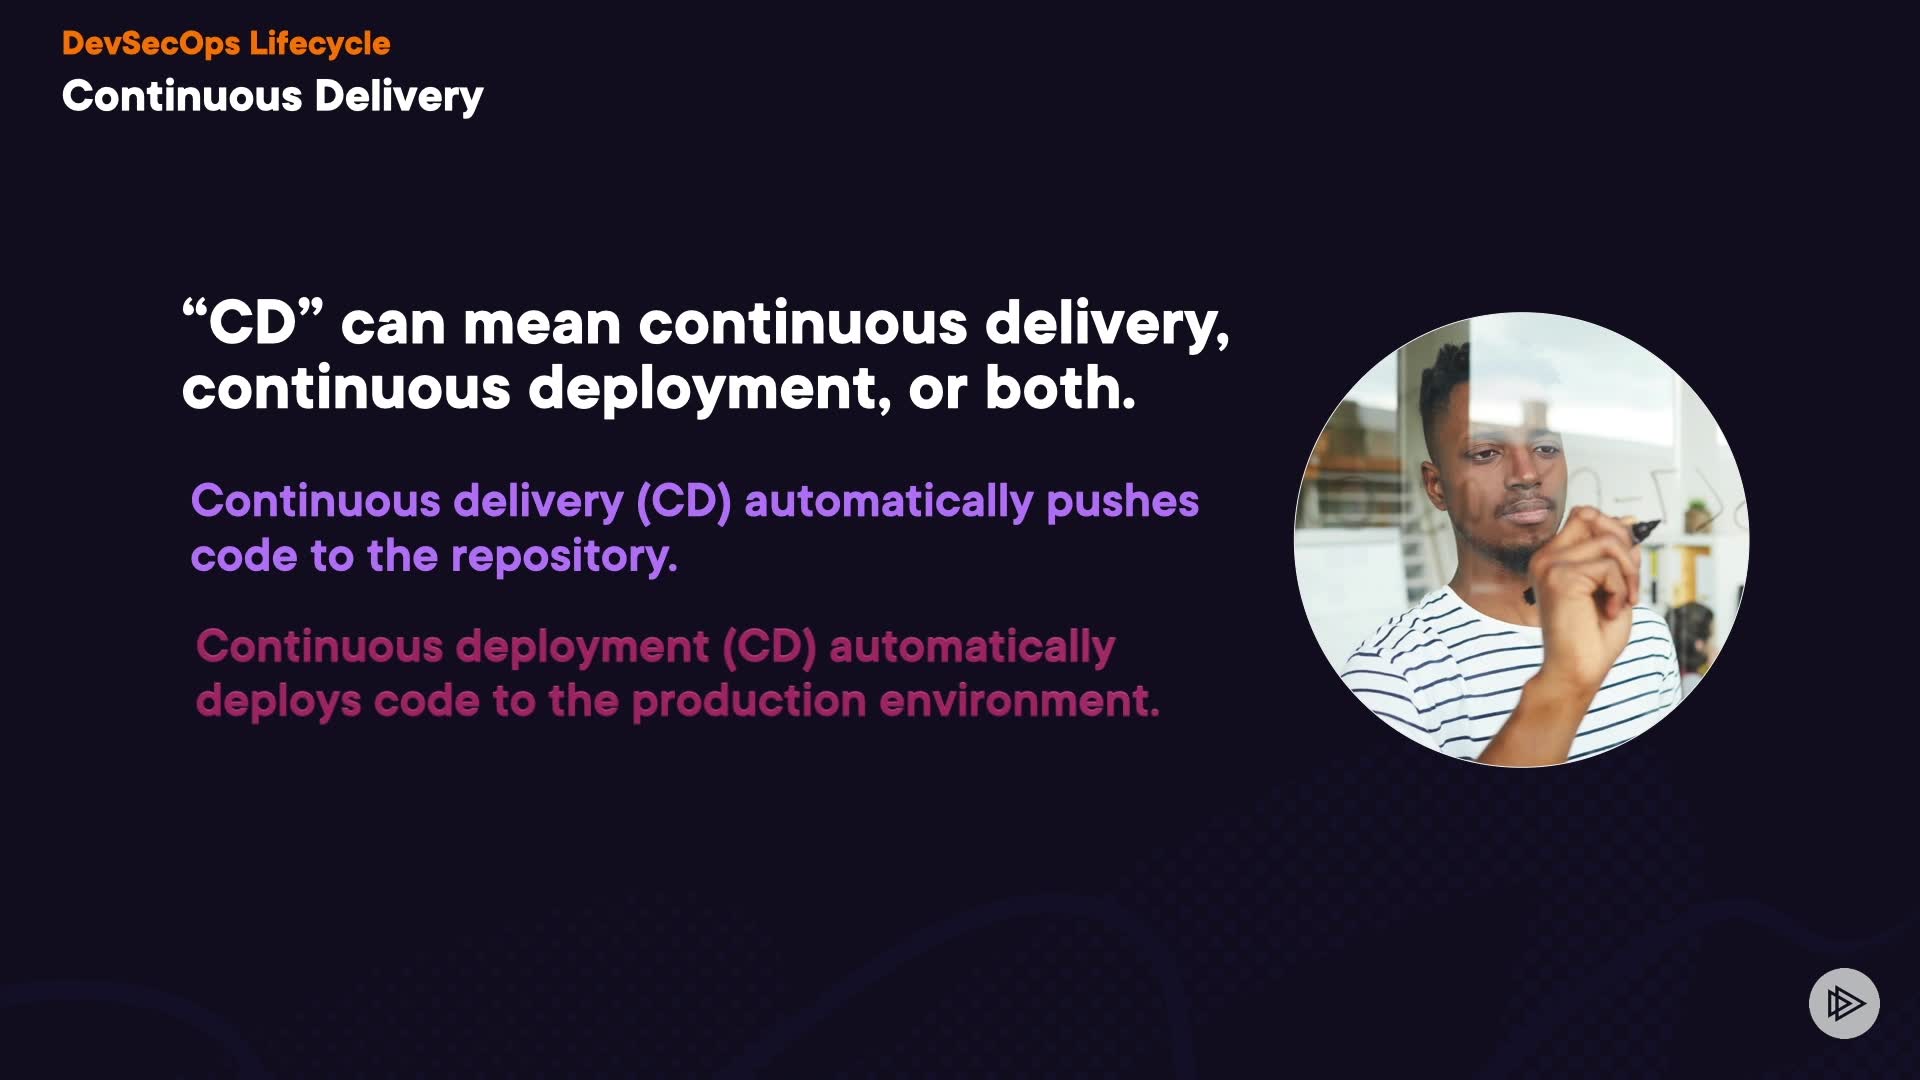 DevSecOps Lifecycle
Continuous Delivery
“CD” can mean continuous delivery,
continuous deployment, or both.
Continuous delivery (CD) automatically pushes
code to the repository.
Continuous deployment (CD) automatically
deploys code to the production environment.